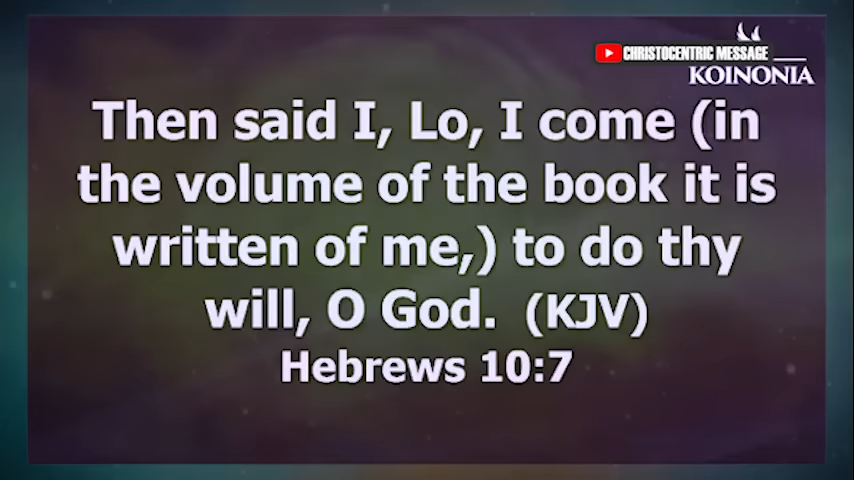 CHRISTOCENTRIC MESSAGE
KOINONIA
Then said I, Lo, I come (in
the volume of the book it is
written of me,) to do thy
will, O God. (KJV)
Hebrews 10:7